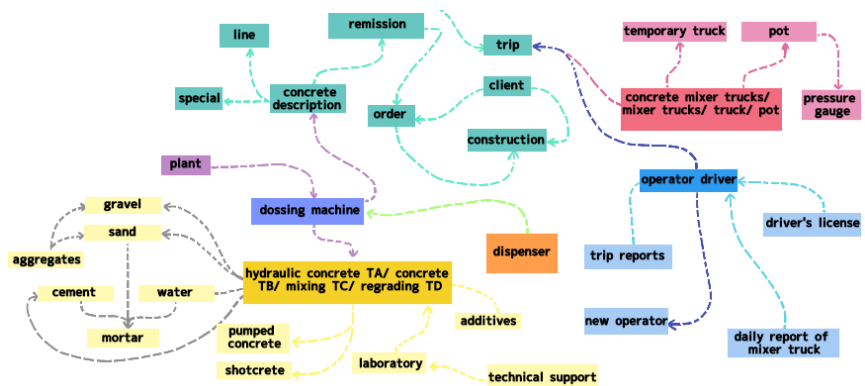 remission
line
trip
temporary truck
pot
special
concrete
description
order
client
concrete mixer trucks/
mixer trucks/ truck/ pot
pressure
gauge
construction
plant
operator driver
gravel
dossing machine
driver's license
sand
aggregates
dispenser
trip reports
hydraulic concrete TA/ concrete
TB/ mixing TC/ regrading TD
cement
water
additives
new operator
mortar
pumped
concrete
laboratory
daily report of
mixer truck
shotcrete
technical support